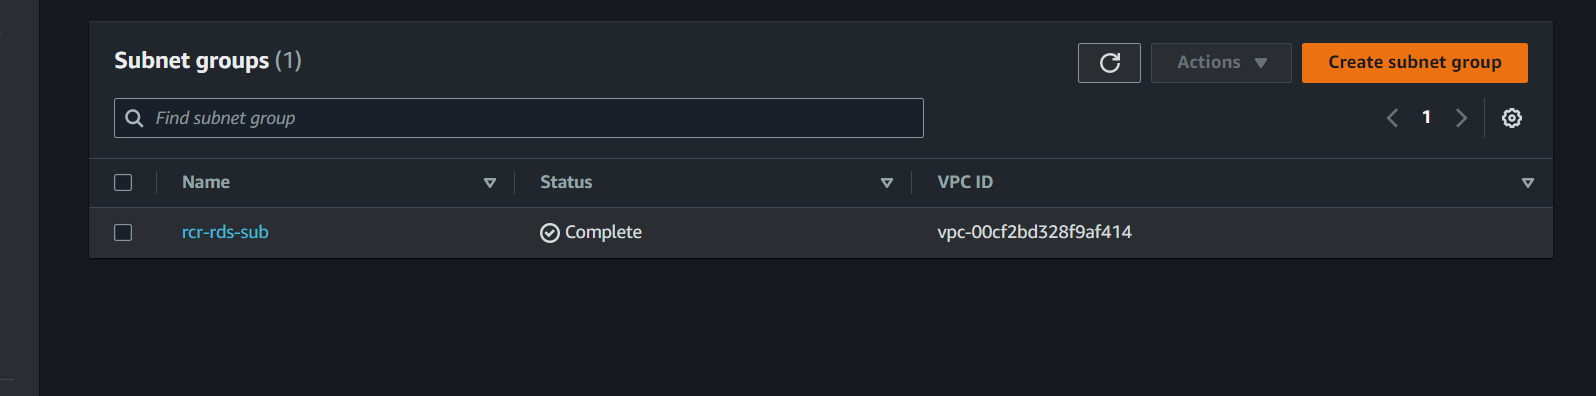 Subnet groups (1)
Actions
Create subnet group
Find subnet group
1
Name
Status
VPC ID
rcr-rds-sub
Complete
vpc-00cf2bd328f9af414